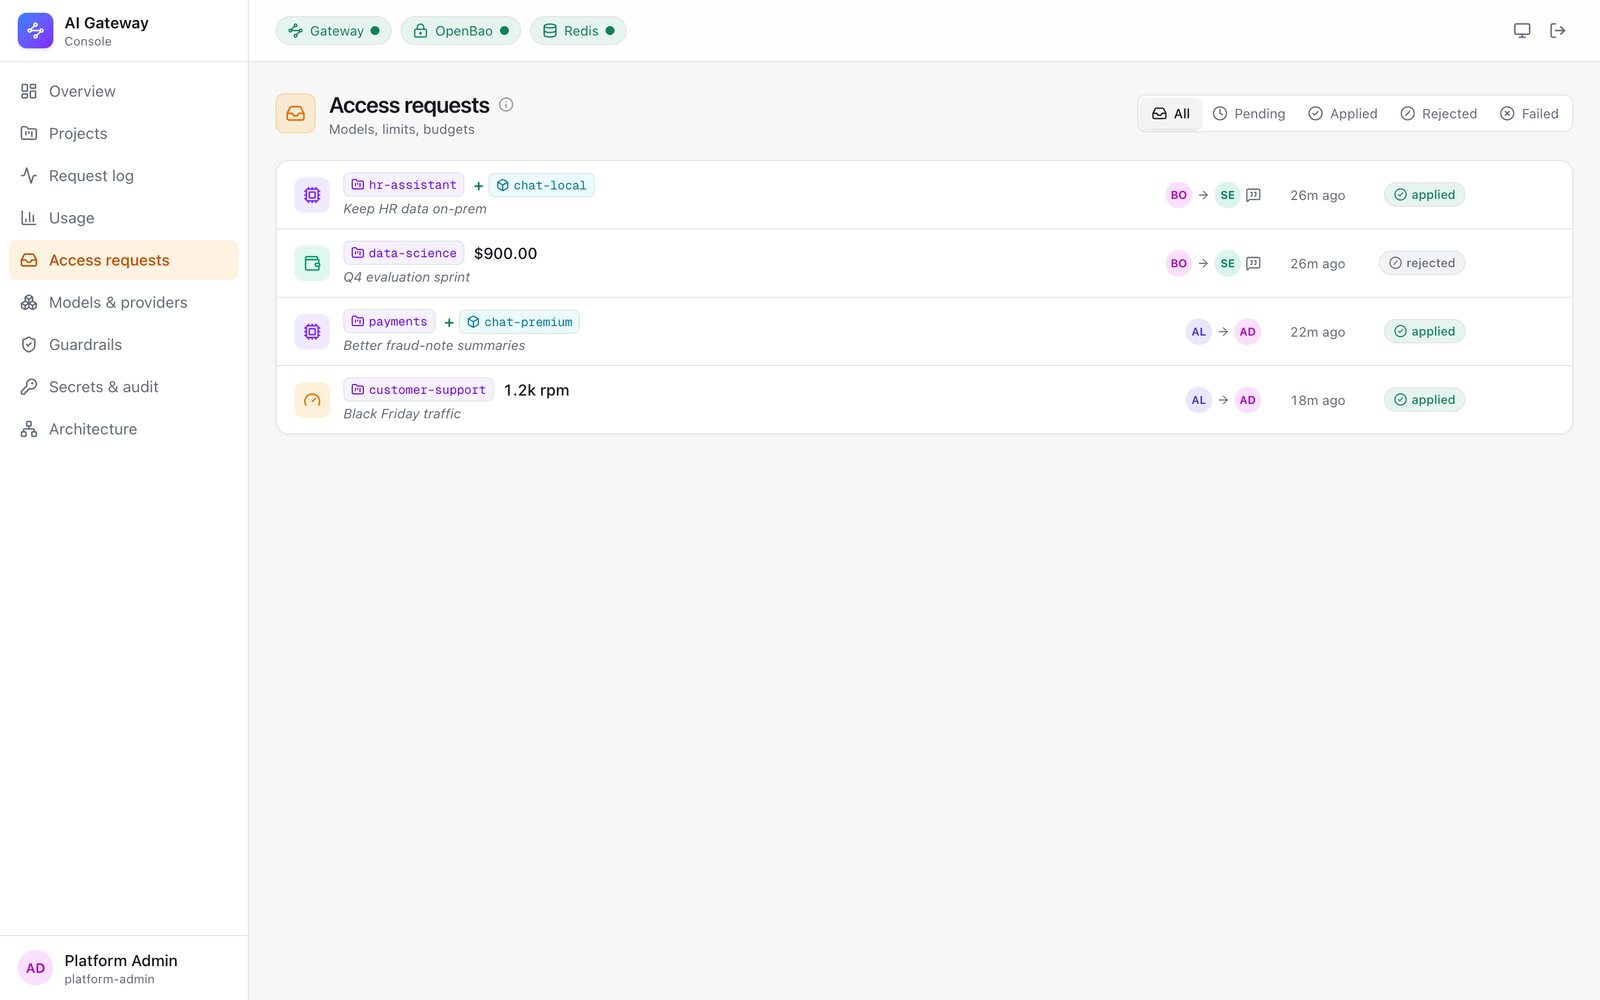 AI Gateway
Console
Gateway
OpenBao
Redis
Overview
Projects
Request log
Usage
Access requests
Models & providers
Guardrails
Secrets & audit
Architecture
Access requests
Models, limits, budgets
All
Pending
Applied
Rejected
Failed
hr-assistant + chat-local
Keep HR data on-prem
BO → SE 26m ago applied
data-science $900.00
Q4 evaluation sprint
BO → SE 26m ago rejected
payments + chat-premium
Better fraud-note summaries
AL → AD 22m ago applied
customer-support 1.2k rpm
Black Friday traffic
AL → AD 18m ago applied
AD
Platform Admin
platform-admin